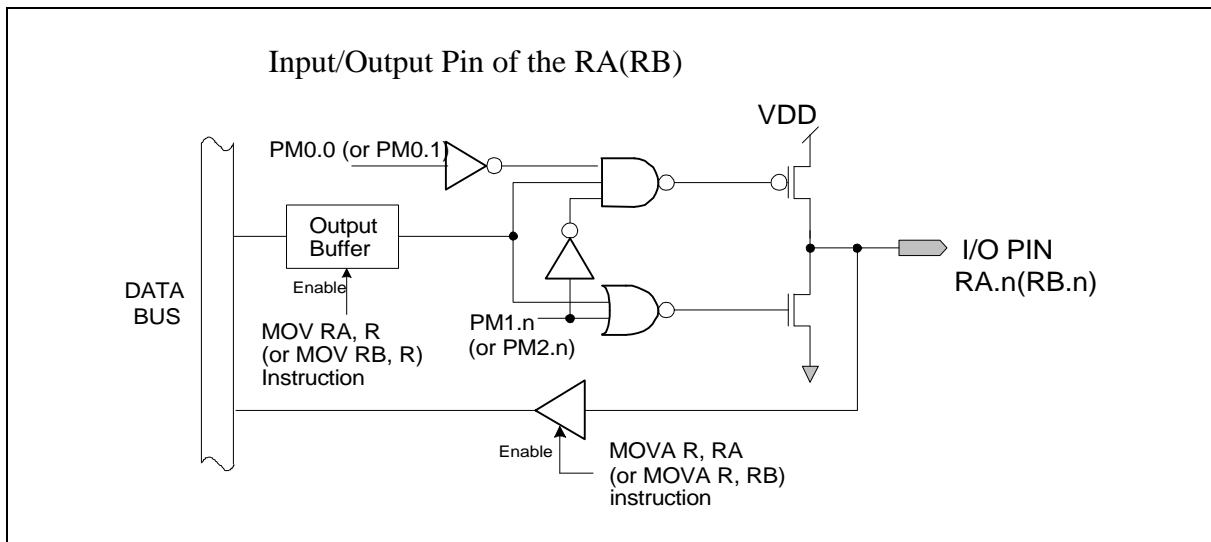 Input/Output Pin of the RA(RB)
VDD
PM0.0 (or PM0.1)
Output
Buffer
I/O PIN
RA.n(RB.n)
Enable
DATA
BUS
MOV RA, R
(or MOV RB, R)
Instruction
PM1.n
(or PM2.n)
Enable
MOVA R, RA
(or MOVA R, RB)
instruction